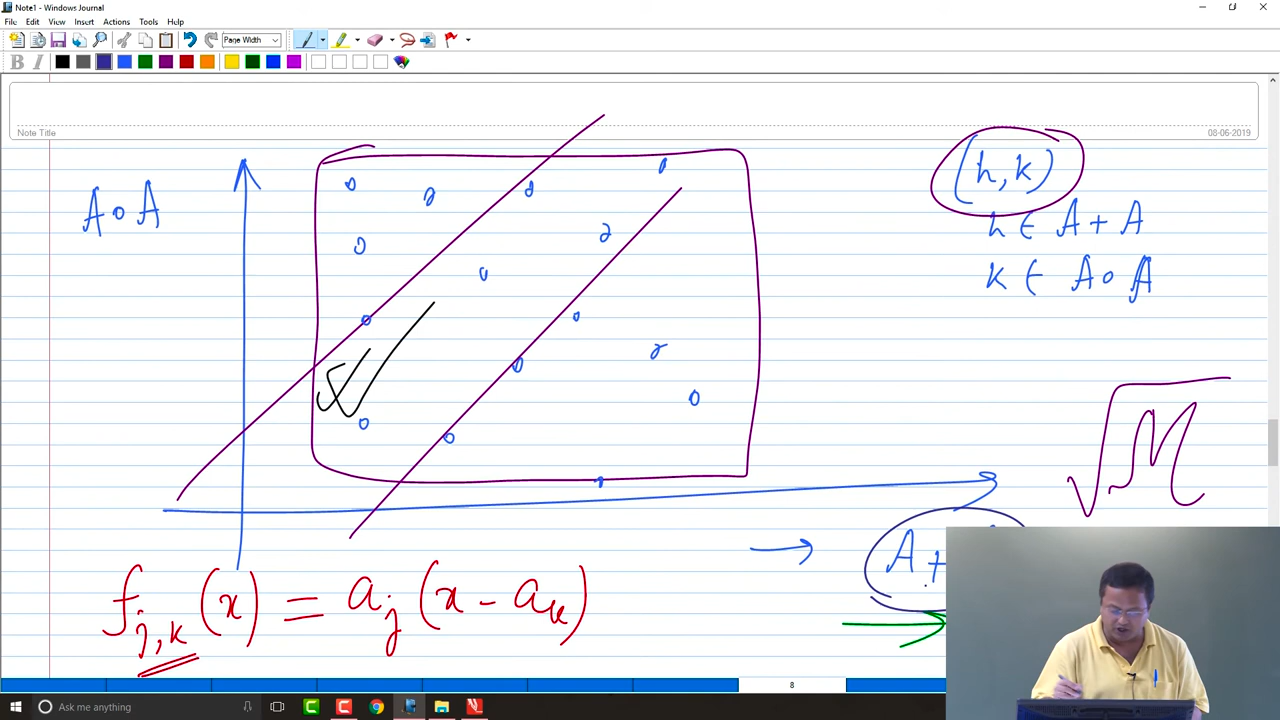 Note1 - Windows Journal
File Edit View Insert Actions Tools Help
Page Width
B I
Note Title
08-06-2019
A∘A
(h,k)
h ∈ A + A
k ∈ A∘A
√M
A +
f_{j,k}(x) = a_j (x - a_k)
8
Ask me anything